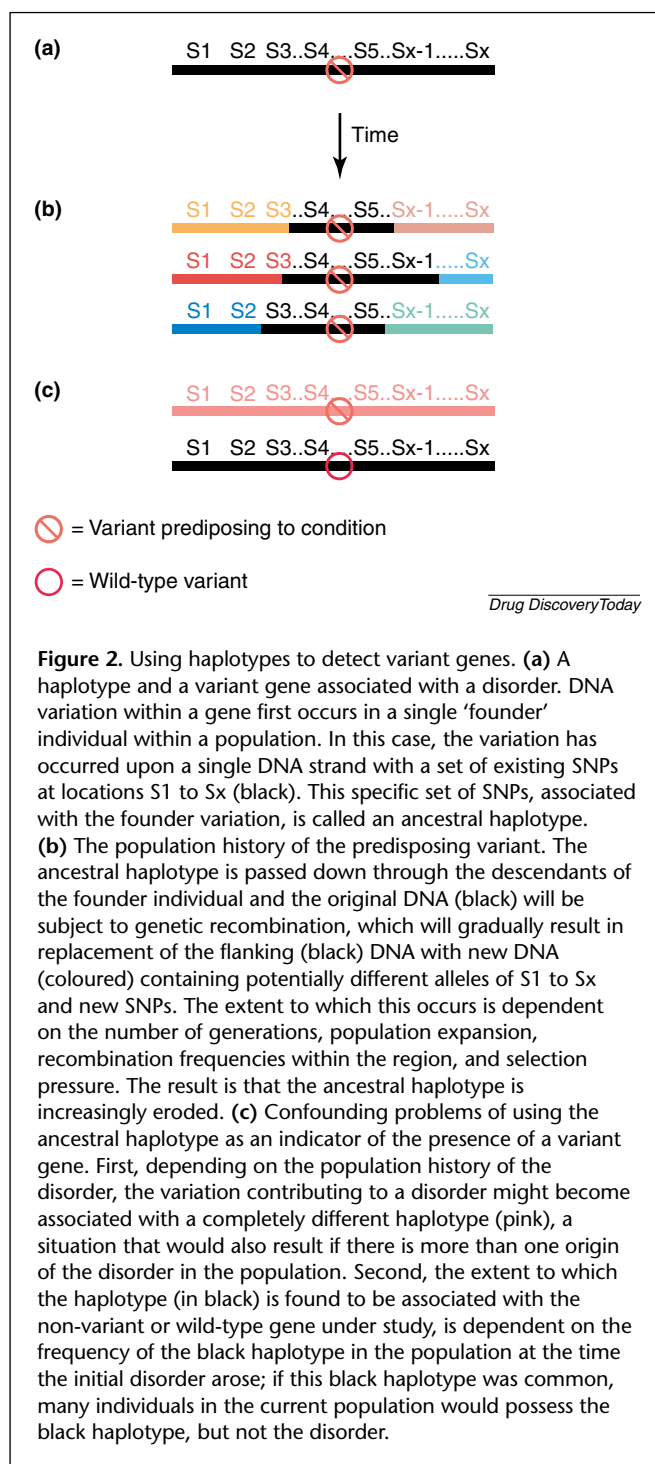 (a)
S1 S2 S3..S4....S5..Sx-1.....Sx
Time
(b)
S1 S2 S3..S4....S5..Sx-1.....Sx
S1 S2 S3..S4....S5..Sx-1.....Sx
S1 S2 S3..S4....S5..Sx-1.....Sx
(c)
S1 S2 S3..S4....S5..Sx-1.....Sx
S1 S2 S3..S4....S5..Sx-1.....Sx
= Variant prediposing to condition
= Wild-type variant
Drug Discovery Today
Figure 2. Using haplotypes to detect variant genes. (a) A
haplotype and a variant gene associated with a disorder. DNA
variation within a gene first occurs in a single ‘founder’
individual within a population. In this case, the variation has
occurred upon a single DNA strand with a set of existing SNPs
at locations S1 to Sx (black). This specific set of SNPs, associated
with the founder variation, is called an ancestral haplotype.
(b) The population history of the predisposing variant. The
ancestral haplotype is passed down through the descendants of
the founder individual and the original DNA (black) will be
subject to genetic recombination, which will gradually result in
replacement of the flanking (black) DNA with new DNA
(coloured) containing potentially different alleles of S1 to Sx
and new SNPs. The extent to which this occurs is dependent
on the number of generations, population expansion,
recombination frequencies within the region, and selection
pressure. The result is that the ancestral haplotype is
increasingly eroded. (c) Confounding problems of using the
ancestral haplotype as an indicator of the presence of a variant
gene. First, depending on the population history of the
disorder, the variation contributing to a disorder might become
associated with a completely different haplotype (pink), a
situation that would also result if there is more than one origin
of the disorder in the population. Second, the extent to which
the haplotype (in black) is found to be associated with the
non-variant or wild-type gene under study, is dependent on the
frequency of the black haplotype in the population at the time
the initial disorder arose; if this black haplotype was common,
many individuals in the current population would possess the
black haplotype, but not the disorder.